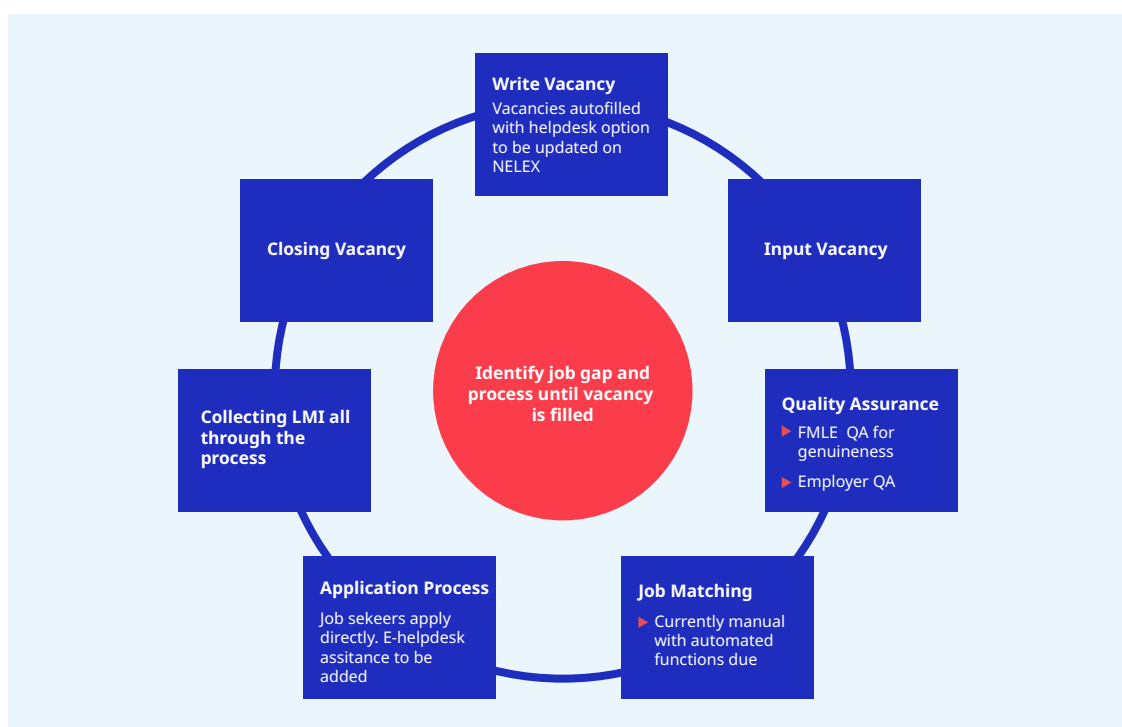 Write Vacancy
Vacancies autofilled
with helpdesk option
to be updated on
NELEX
Closing Vacancy
Input Vacancy
Identify job gap and
process until vacancy
is filled
Collecting LMI all
through the
process
Quality Assurance
FMLE QA for
genuineness
Employer QA
Application Process
Job sekeers apply
directly. E-helpdesk
assitance to be
added
Job Matching
Currently manual
with automated
functions due